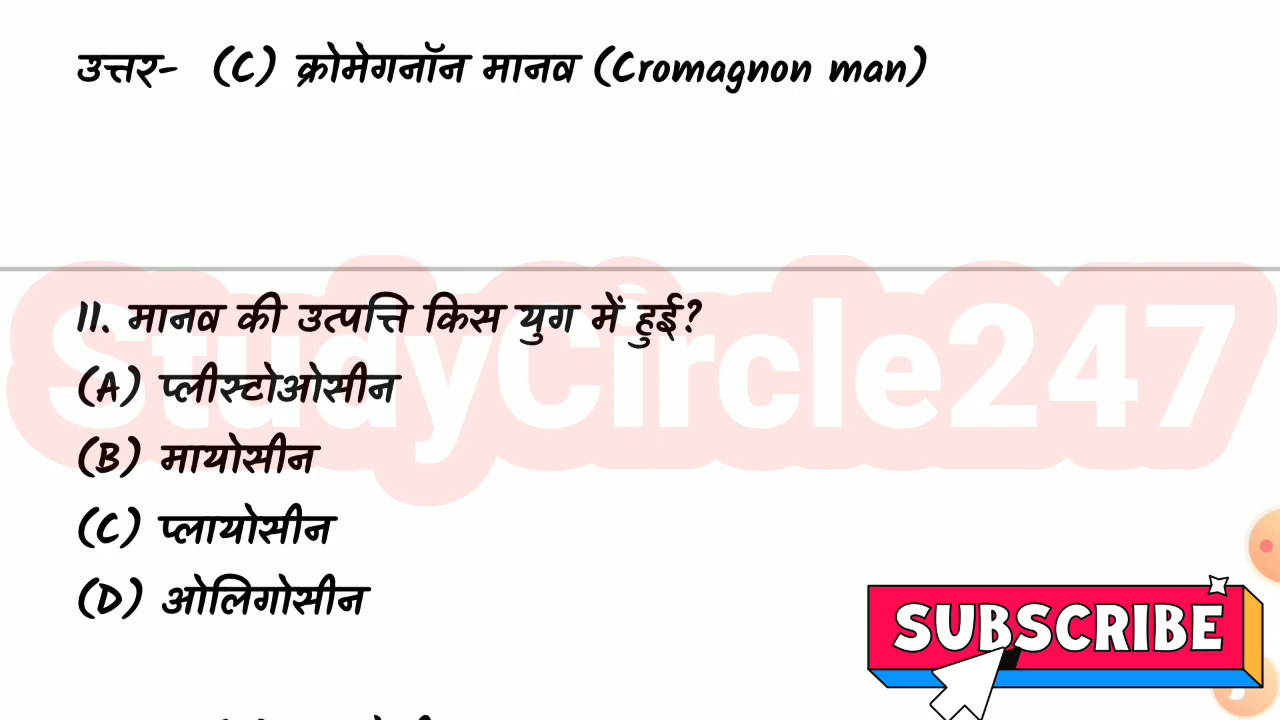 उत्तर- (C) क्रोमेगनॉन मानव (Cromagnon man)
StudyCircle247
11. मानव की उत्पत्ति किस युग में हुई?
(A) प्लीस्टोओसीन
(B) मायोसीन
(C) प्लायोसीन
(D) ओलिगोसीन
SUBSCRIBE